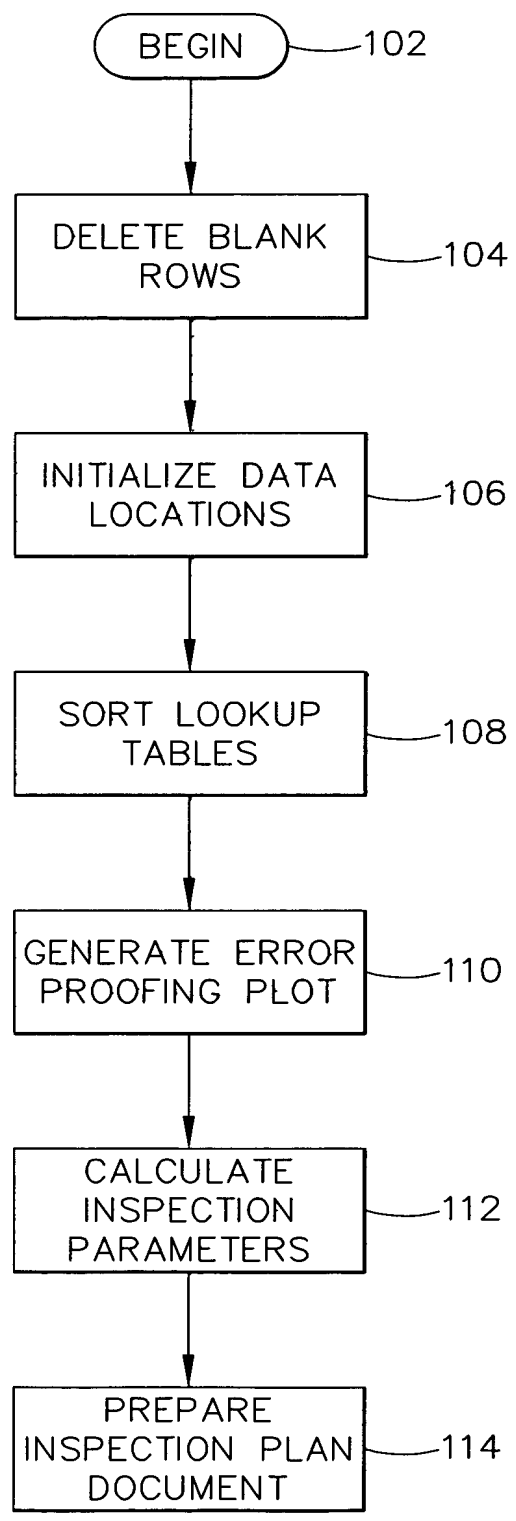 BEGIN
102
DELETE BLANK
ROWS
104
INITIALIZE DATA
LOCATIONS
106
SORT LOOKUP
TABLES
108
GENERATE ERROR
PROOFING PLOT
110
CALCULATE
INSPECTION
PARAMETERS
112
PREPARE
INSPECTION PLAN
DOCUMENT
114